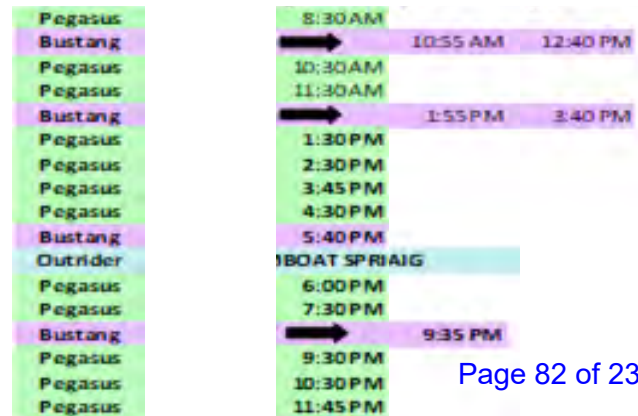 Pegasus 8:30AM
Bustang 10:55 AM 12:40 PM
Pegasus 10:30AM
Pegasus 11:30AM
Bustang 1:55PM 3:40 PM
Pegasus 1:30PM
Pegasus 2:30PM
Pegasus 3:45PM
Pegasus 4:30PM
Bustang 5:40PM
Outrider MBOAT SPRIAIG
Pegasus 6:00PM
Pegasus 7:30PM
Bustang 9:35 PM
Pegasus 9:30PM
Pegasus 10:30PM
Pegasus 11:45PM
Page 82 of 23